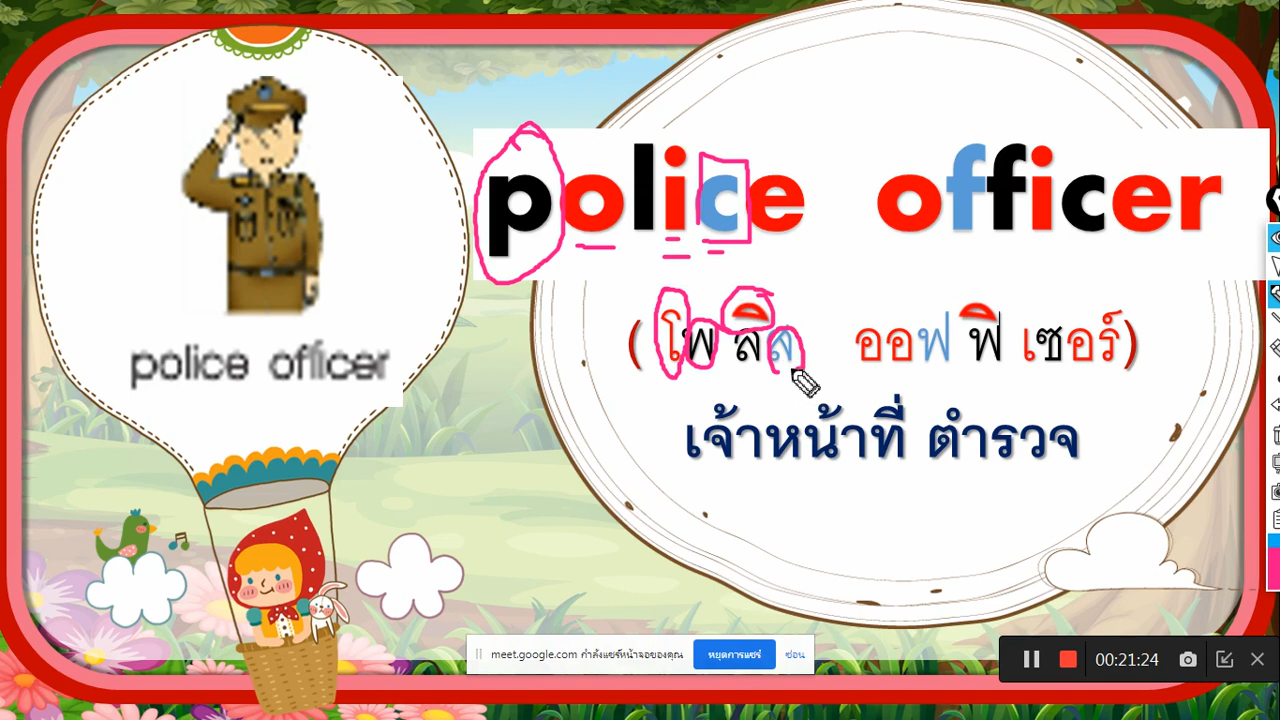 police officer
police officer
( โพลิส ออฟฟิเซอร์)
เจ้าหน้าที่ ตำรวจ
meet.google.com กำลังแชร์หน้าจอของคุณ หยุดการแชร์ ซ่อน
00:21:24